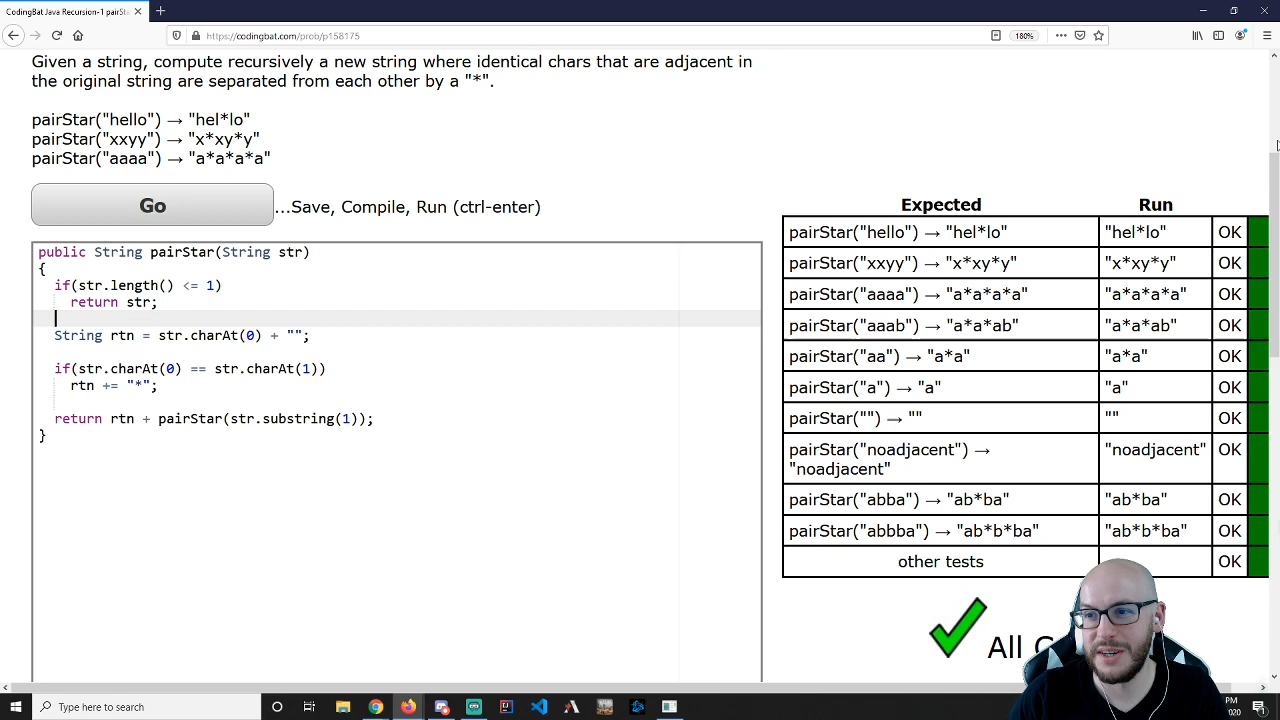 CodingBat Java Recursion-1 pairSta
https://codingbat.com/prob/p158175
180%
Given a string, compute recursively a new string where identical chars that are adjacent in
the original string are separated from each other by a "*".
pairStar("hello") → "hel*lo"
pairStar("xxyy") → "x*xy*y"
pairStar("aaaa") → "a*a*a*a"
Go
...Save, Compile, Run (ctrl-enter)
public String pairStar(String str)
{
if(str.length() <= 1)
return str;
String rtn = str.charAt(0) + "";
if(str.charAt(0) == str.charAt(1))
rtn += "*";
return rtn + pairStar(str.substring(1));
}
Expected Run
pairStar("hello") → "hel*lo" "hel*lo" OK
pairStar("xxyy") → "x*xy*y" "x*xy*y" OK
pairStar("aaaa") → "a*a*a*a" "a*a*a*a" OK
pairStar("aaab") → "a*a*ab" "a*a*ab" OK
pairStar("aa") → "a*a" "a*a" OK
pairStar("a") → "a" "a" OK
pairStar("") → "" "" OK
pairStar("noadjacent") → "noadjacent" OK
"noadjacent"
pairStar("abba") → "ab*ba" "ab*ba" OK
pairStar("abbba") → "ab*b*ba" "ab*b*ba" OK
other tests OK
All
Type here to search
PM
2020